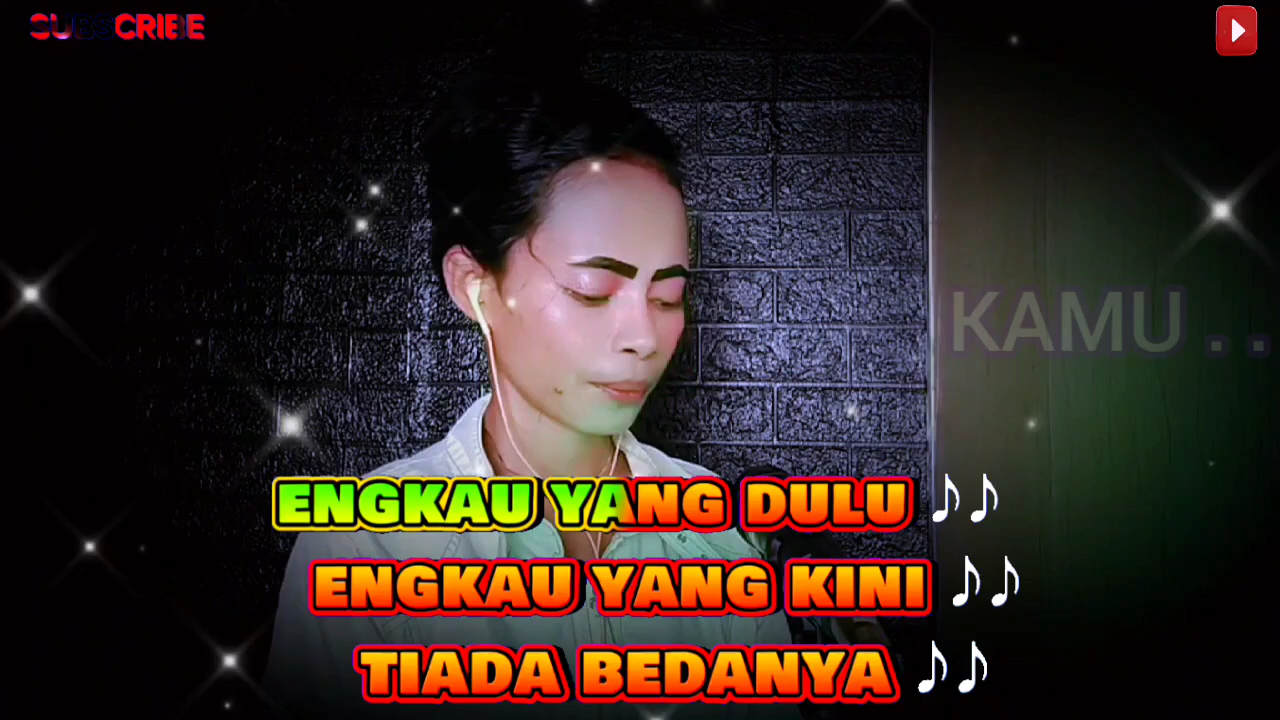 SUBSCRIBE
KAMU . .
ENGKAU YANG DULU ♪♪
ENGKAU YANG KINI ♪♪
TIADA BEDANYA ♪♪